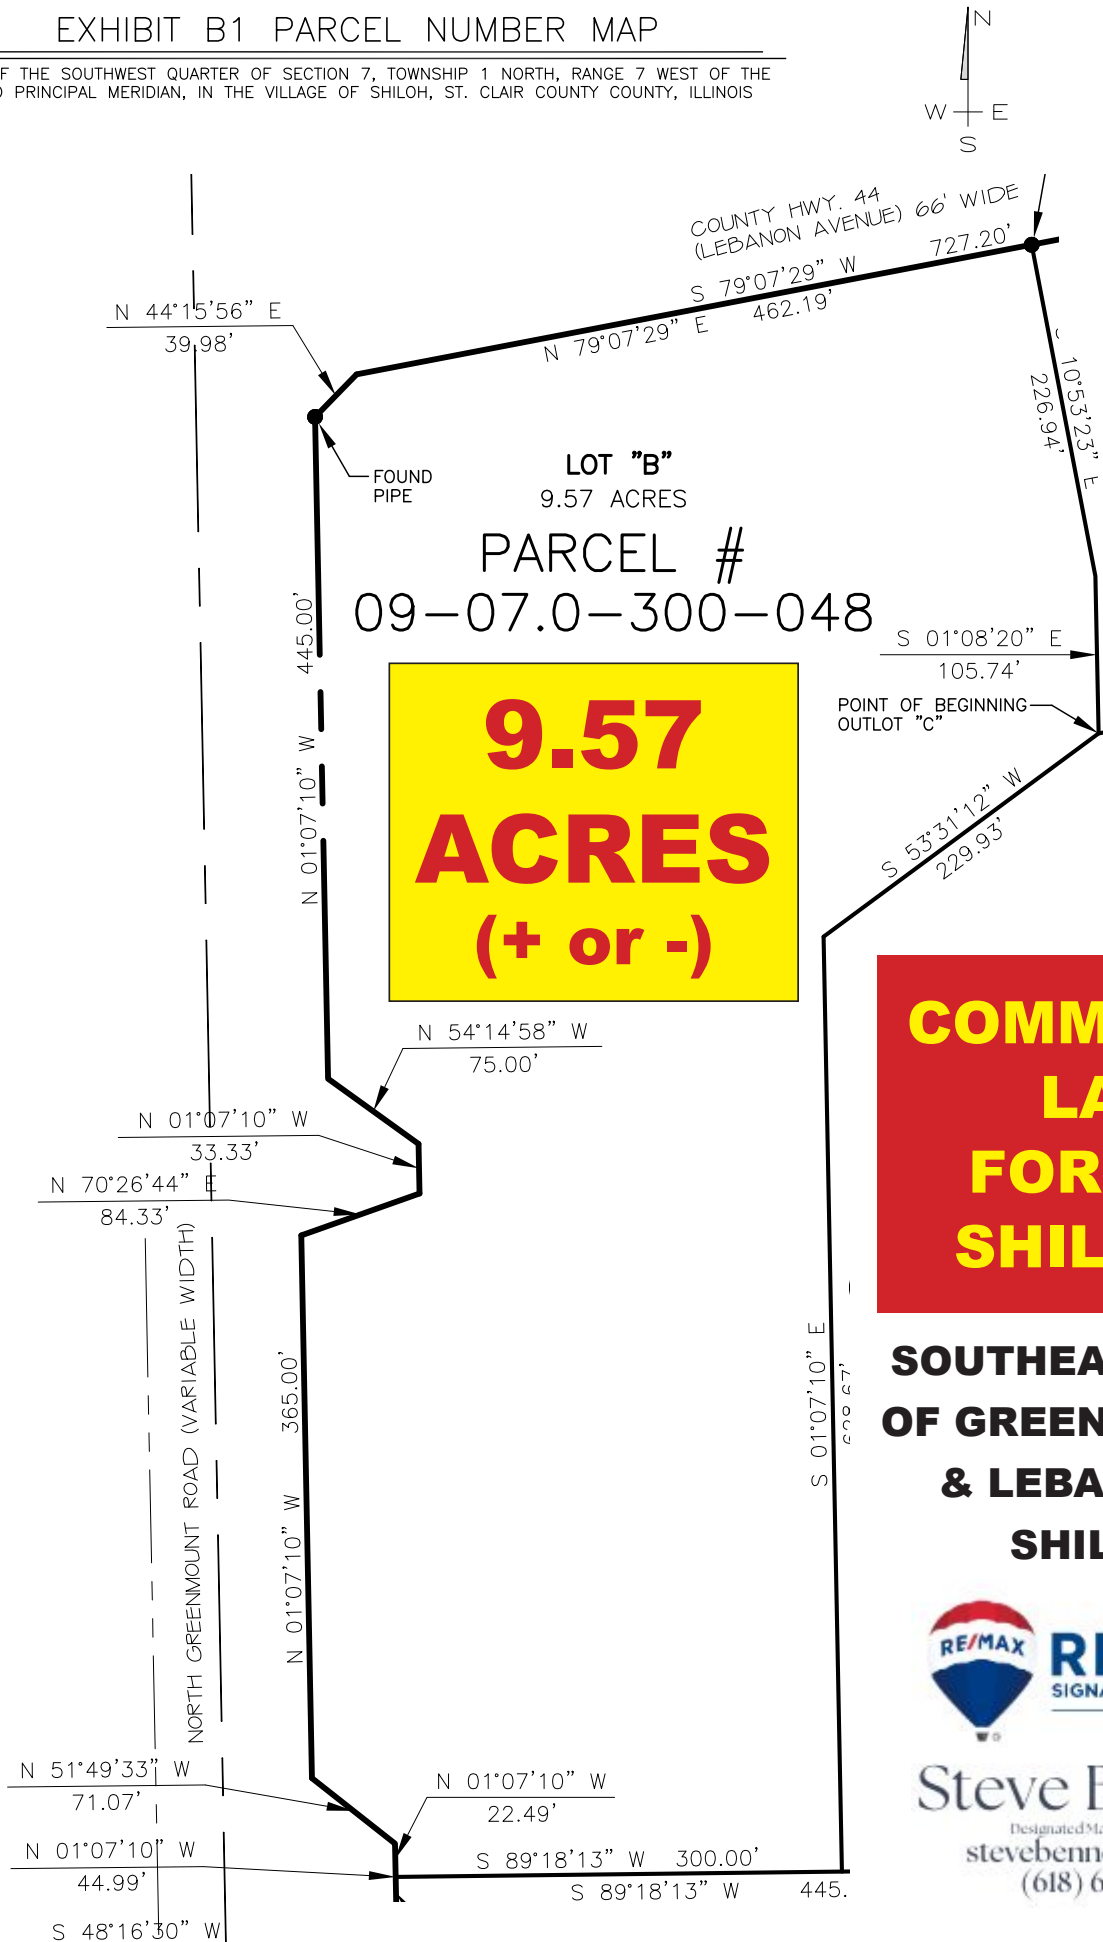 EXHIBIT B1 PARCEL NUMBER MAP
F THE SOUTHWEST QUARTER OF SECTION 7, TOWNSHIP 1 NORTH, RANGE 7 WEST OF THE
PRINCIPAL MERIDIAN, IN THE VILLAGE OF SHILOH, ST. CLAIR COUNTY COUNTY, ILLINOIS
N
W E
S
COUNTY HWY. 44
(LEBANON AVENUE) 66' WIDE
727.20'
S 79°07'29" W
462.19'
N 79°07'29" E
N 44°15'56" E
39.98'
10°53'23" E
226.94'
FOUND
PIPE
LOT "B"
9.57 ACRES
PARCEL #
09-07.0-300-048
445.00'
N 01°07'10" W
S 01°08'20" E
105.74'
POINT OF BEGINNING
OUTLOT "C"
9.57
ACRES
(+ or -)
S 53°31'12" W
229.93'
COMM
LA
FOR
SHIL
N 54°14'58" W
75.00'
N 01°07'10" W
33.33'
N 70°26'44" E
84.33'
NORTH GREENMOUNT ROAD (VARIABLE WIDTH)
365.00'
N 01°07'10" W
S 01°07'10" E
SOUTHEA
OF GREEN
& LEBA
SHIL
RE/MAX
RE
SIGNA
Steve B
Designated Ma
stevebenn
(618) 6
N 51°49'33" W
71.07'
N 01°07'10" W
22.49'
N 01°07'10" W
44.99'
S 89°18'13" W 300.00'
S 89°18'13" W 445.
S 48°16'30" W